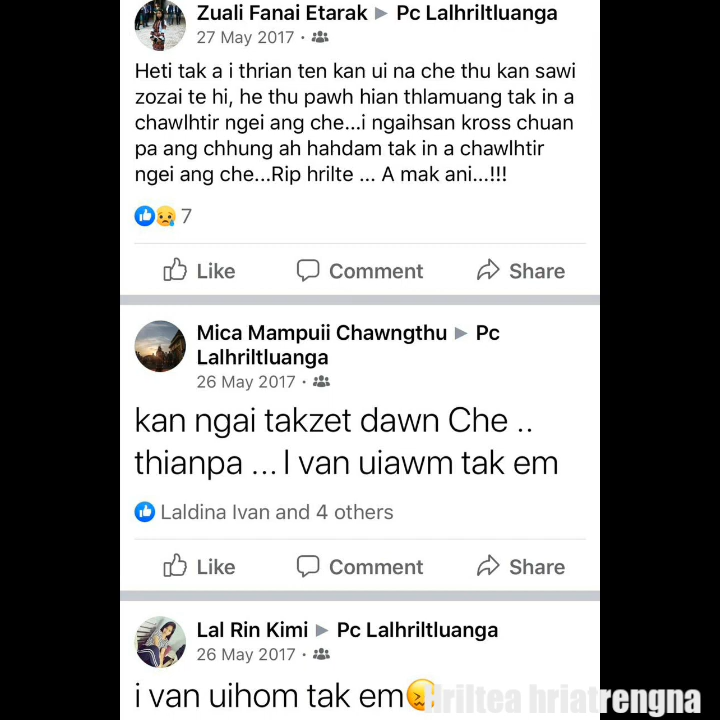 Zuali Fanai Etarak ▶ Pc Lalhriltluanga
27 May 2017 ·
Heti tak a i thrian ten kan ui na che thu kan sawi
zozai te hi, he thu pawh hian thlamuang tak in a
chawlhtir ngei ang che...i ngaihsan kross chuan
pa ang chhung ah hahdam tak in a chawlhtir
ngei ang che...Rip hrilte ... A mak ani...!!!
7
Like Comment Share
Mica Mampuii Chawngthu ▶ Pc
Lalhriltluanga
26 May 2017 ·
kan ngai takzet dawn Che ..
thianpa ... I van uiawm tak em
Laldina Ivan and 4 others
Like Comment Share
Lal Rin Kimi ▶ Pc Lalhriltluanga
26 May 2017 ·
i van uihom tak em😖
Hriltea hriatrengna